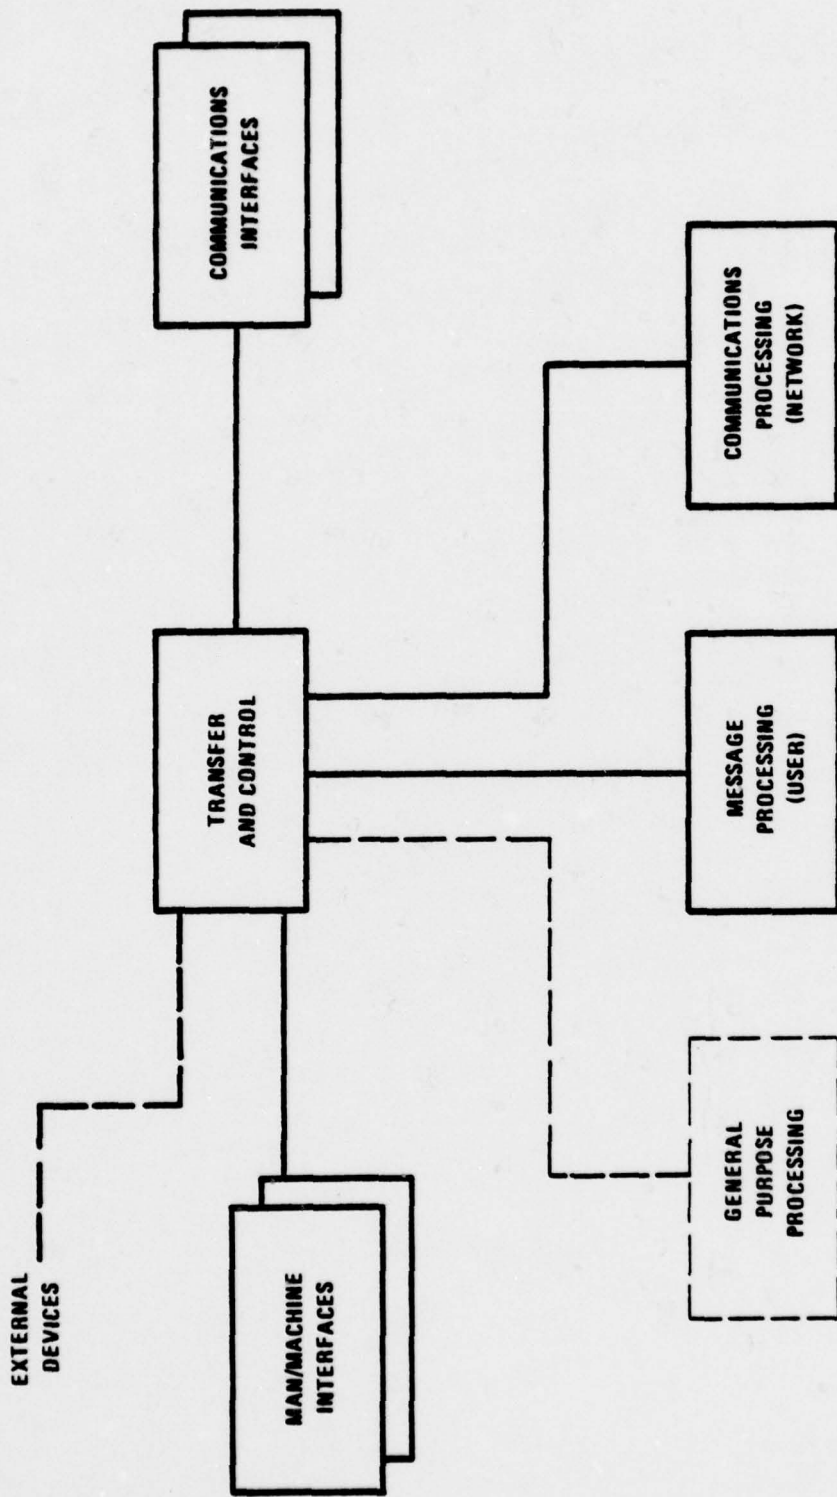 EXTERNAL
DEVICES
MAN/MACHINE
INTERFACES
TRANSFER
AND CONTROL
COMMUNICATIONS
INTERFACES
GENERAL
PURPOSE
PROCESSING
MESSAGE
PROCESSING
(USER)
COMMUNICATIONS
PROCESSING
(NETWORK)